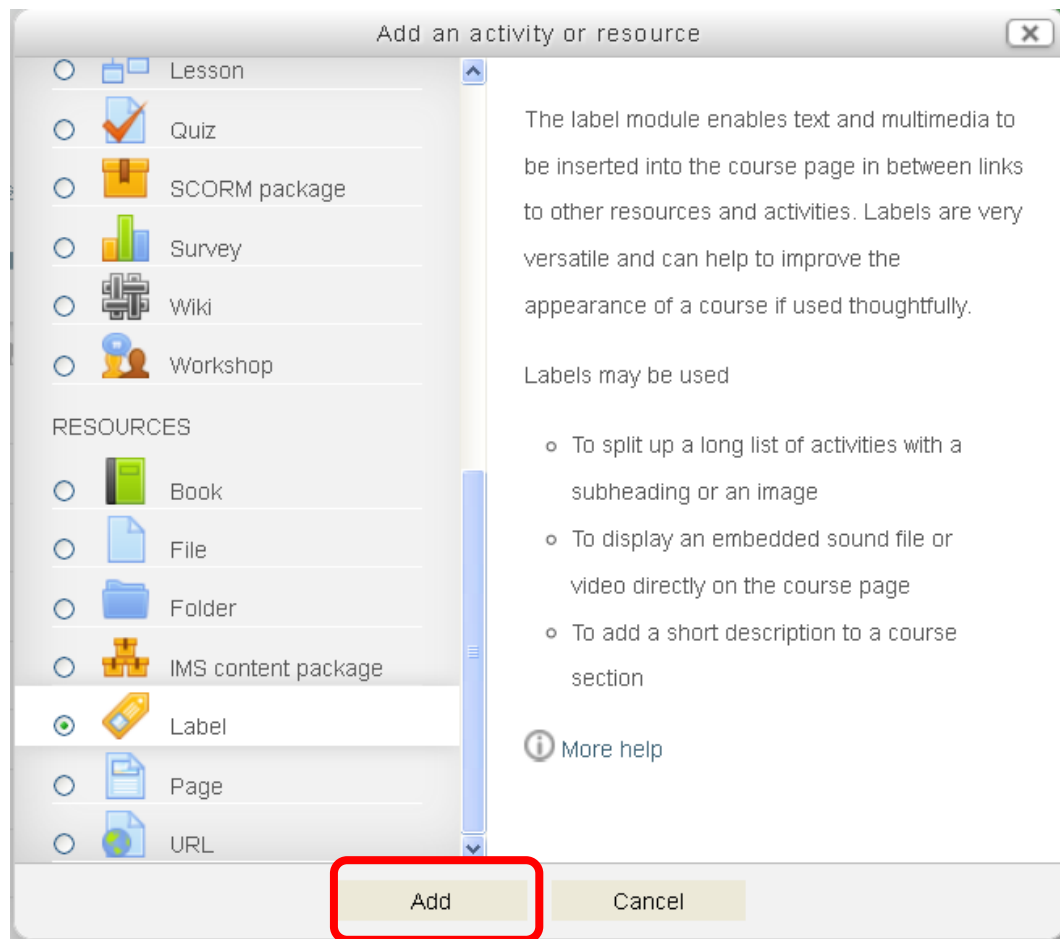 Add an activity or resource
Lesson
Quiz
SCORM package
Survey
Wiki
Workshop
RESOURCES
Book
File
Folder
IMS content package
Label
Page
URL
The label module enables text and multimedia to
be inserted into the course page in between links
to other resources and activities. Labels are very
versatile and can help to improve the
appearance of a course if used thoughtfully.
Labels may be used
To split up a long list of activities with a
subheading or an image
To display an embedded sound file or
video directly on the course page
To add a short description to a course
section
More help
Add
Cancel